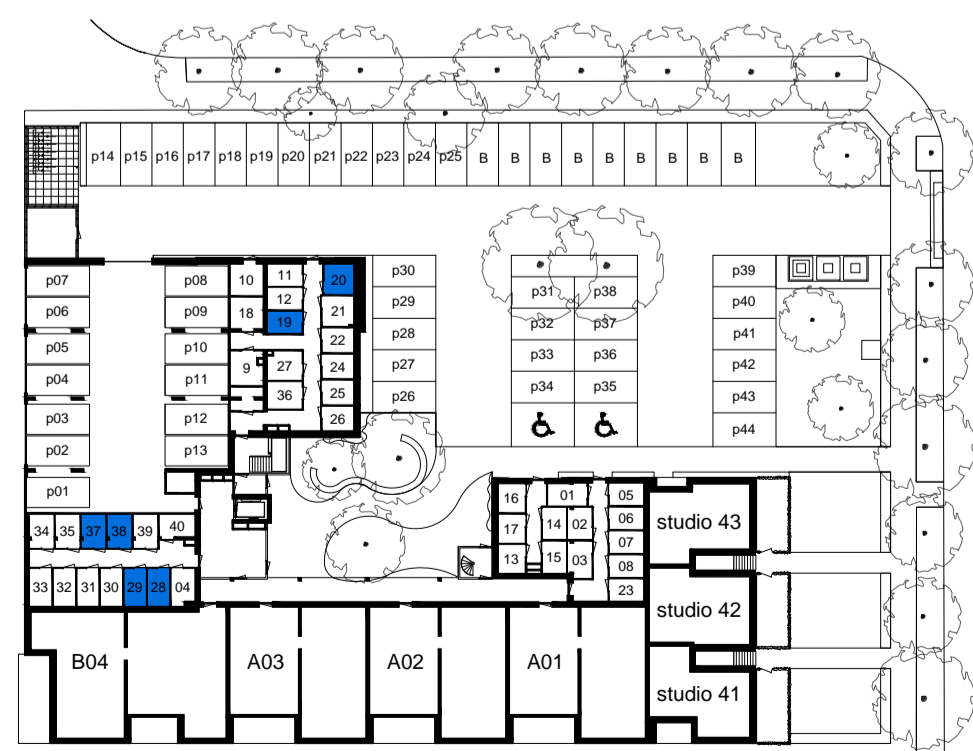 p14 p15 p16 p17 p18 p19 p20 p21 p22 p23 p24 p25 B B B B B B B B B
p07 p08 10 11 20 p30 p39
p06 p09 18 12 19 21 p29 p31 p38 p40
p05 p10 22 p28 p32 p37 p41
p04 p11 9 27 24 p27 p33 p36 p42
p03 p12 36 25 p26 p34 p35 p43
p02 p13 26 p44
p01 16 01 05
34 35 37 38 39 40 17 14 02 06 studio 43
13 15 03 07
33 32 31 30 29 28 04 08
23 studio 42
B04 A03 A02 A01
studio 41